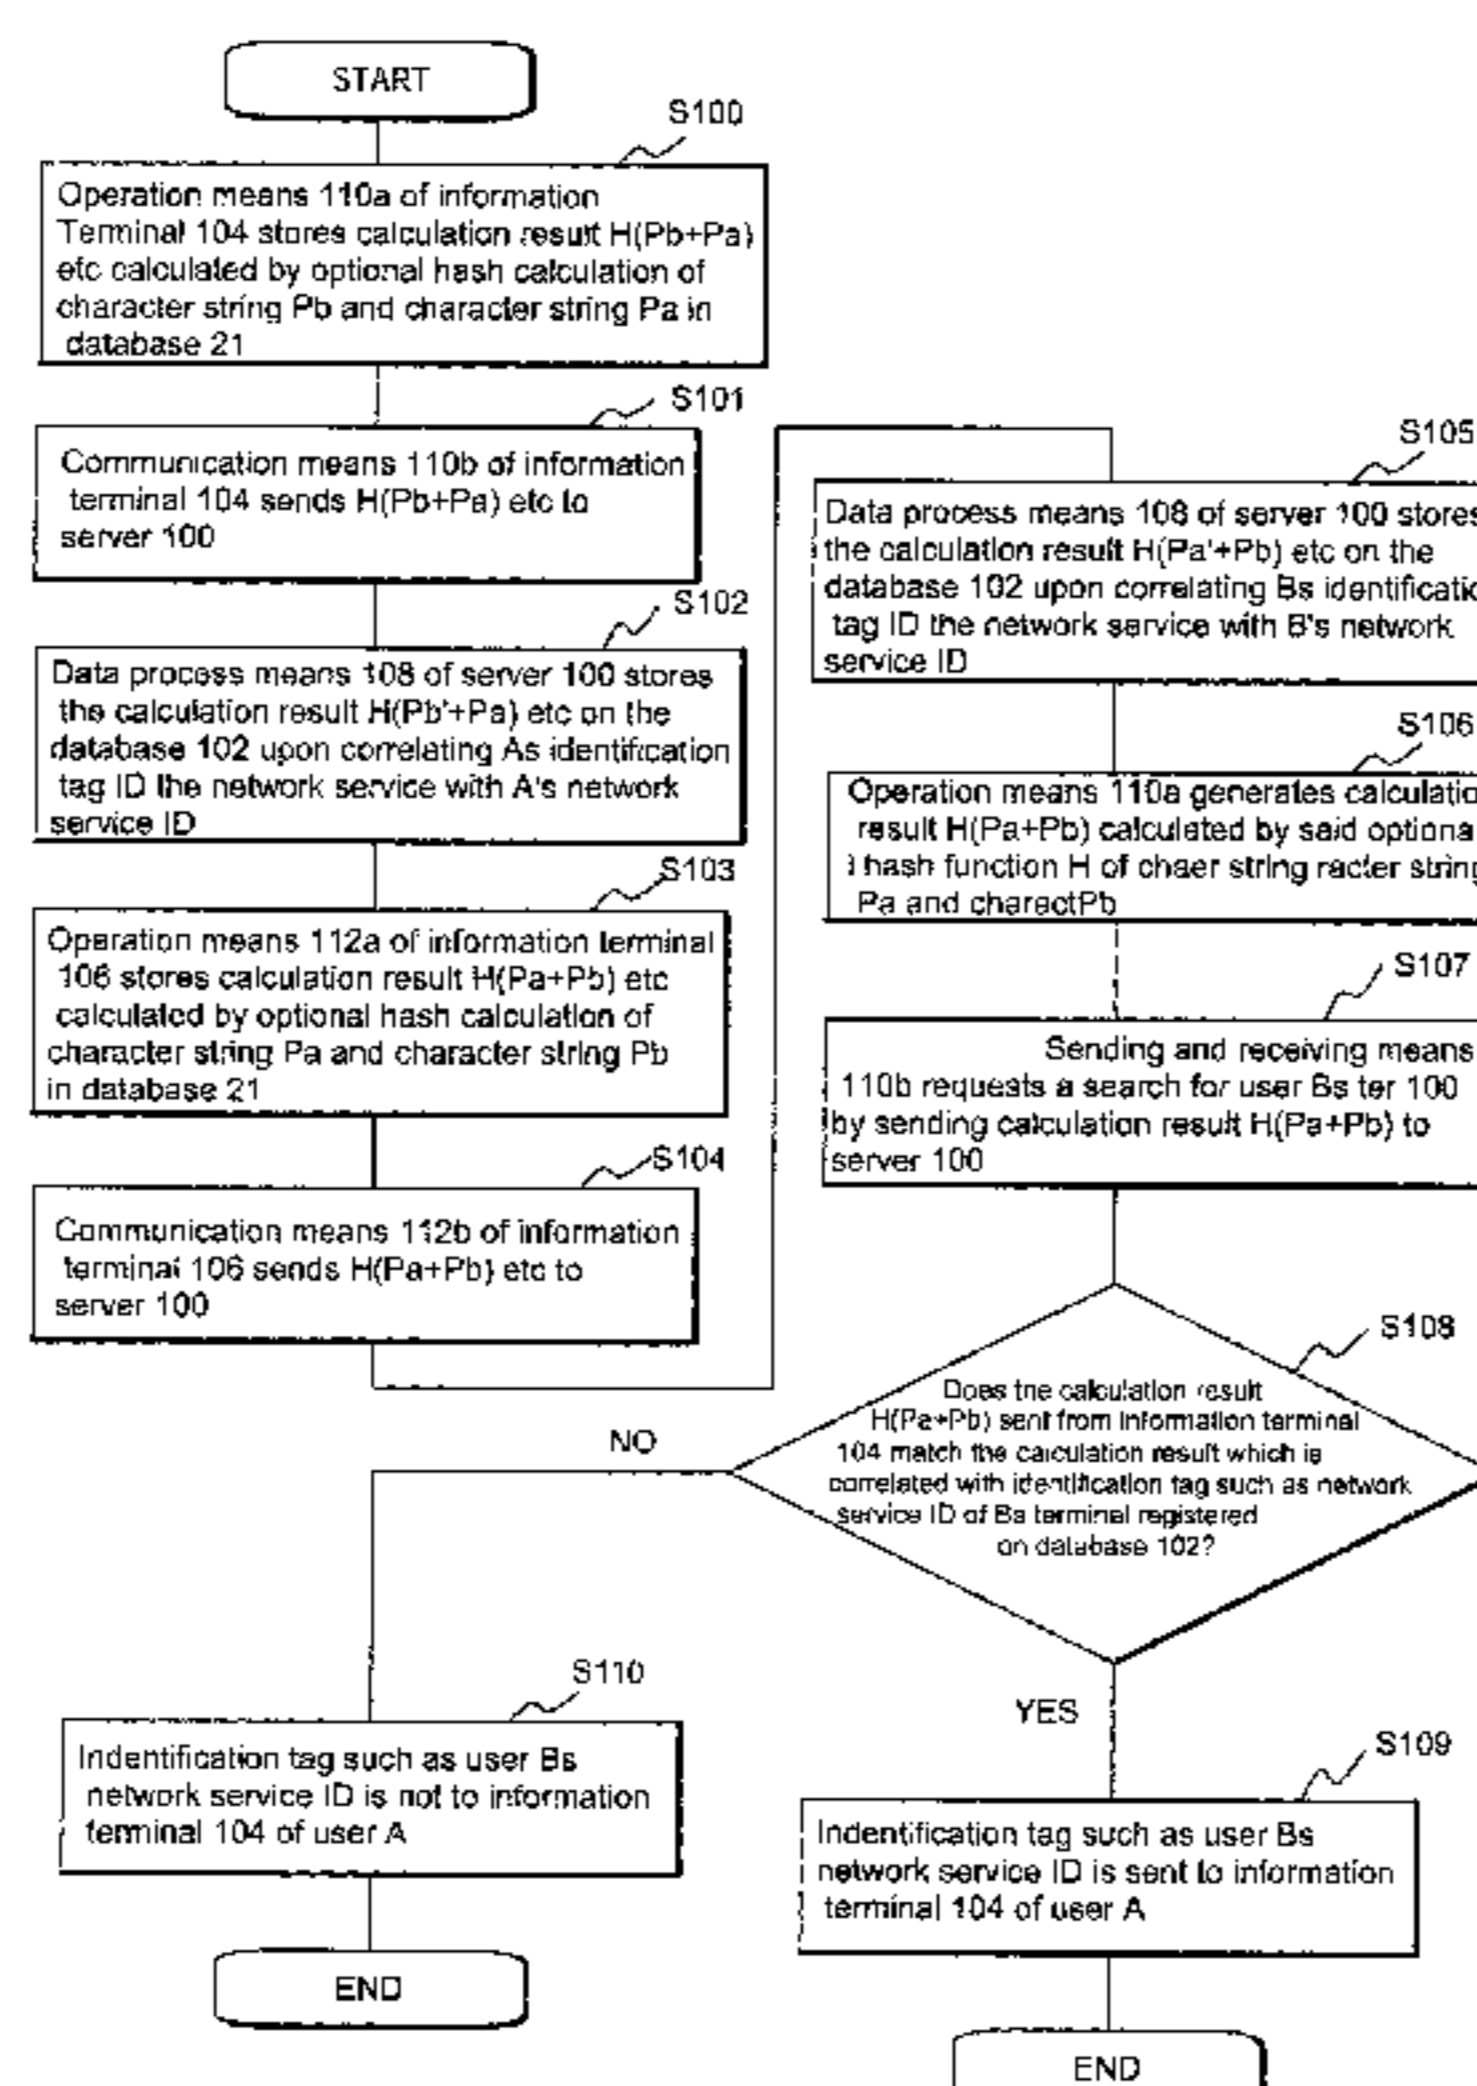 START
S100
Operation means 110a of information
Terminal 104 stores calculation result H(Pb+Pa)
etc calculated by optional hash calculation of
character string Pb and character string Pa in
database 21
S101
Communication means 110b of information
terminal 104 sends H(Pb+Pa) etc to
server 100
S102
Data process means 108 of server 100 stores
the calculation result H(Pb'+Pa) etc on the
database 102 upon correlating As identification
tag ID the network service with A's network
service ID
S103
Operation means 112a of information terminal
106 stores calculation result H(Pa+Pb) etc
calculated by optional hash calculation of
character string Pa and character string Pb
in database 21
S104
Communication means 112b of information
terminal 106 sends H(Pa+Pb) etc to
server 100
S105
Data process means 108 of server 100 stores
the calculation result H(Pa'+Pb) etc on the
database 102 upon correlating Bs identificatio
tag ID the network service with B's network
service ID
S106
Operation means 110a generates calculatio
result H(Pa+Pb) calculated by said optiona
l hash function H of chaer string racter string
Pa and charectPb
S107
Sending and receiving means
110b requests a search for user Bs ter 100
by sending calculation result H(Pa+Pb) to
server 100
S108
Does the calculation result
H(Pa+Pb) sent from information terminal
104 match the calculation result which is
correlated with identification tag such as network
service ID of Bs terminal registered
on database 102?
NO
YES
S110
Indentification tag such as user Bs
network service ID is not to information
terminal 104 of user A
END
S109
Indentification tag such as user Bs
network service ID is sent to information
terminal 104 of user A
END